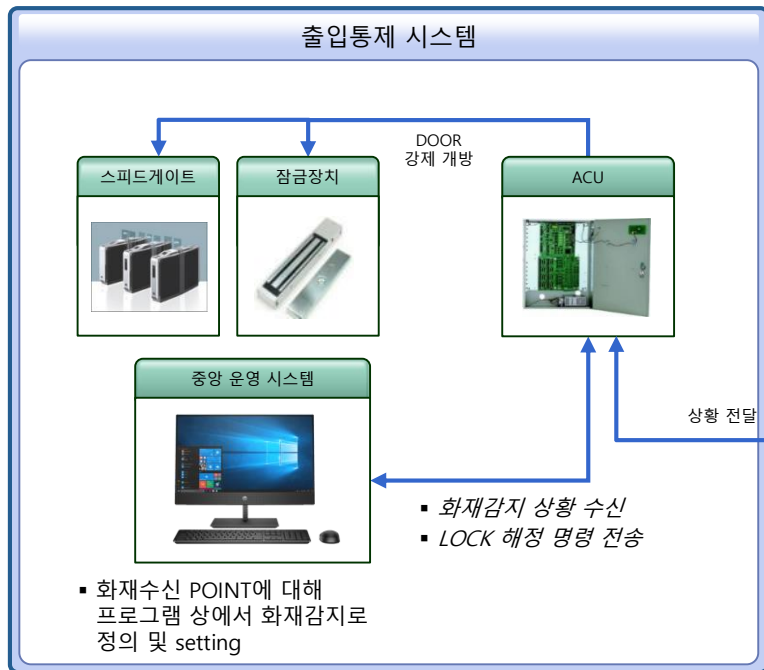 출입통제 시스템
DOOR
강제 개방
스피드게이트
잠금장치
ACU
중앙 운영 시스템
상황 전달
▪ 화재감지 상황 수신
▪ LOCK 해정 명령 전송
▪ 화재수신 POINT에 대해
프로그램 상에서 화재감지로
정의 및 setting